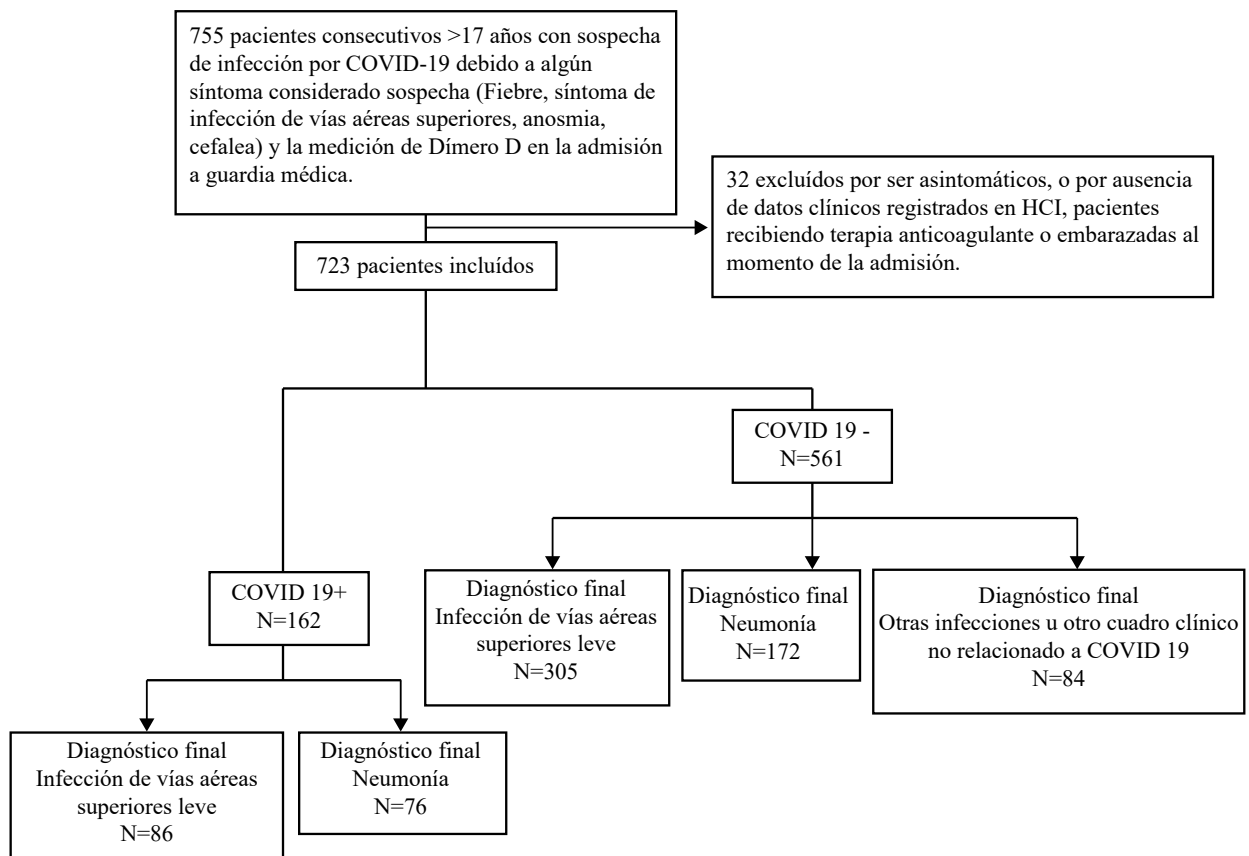 755 pacientes consecutivos >17 años con sospecha
de infección por COVID-19 debido a algún
síntoma considerado sospecha (Fiebre, síntoma de
infección de vías aéreas superiores, anosmia,
cefalea) y la medición de Dímero D en la admisión
a guardia médica.
32 excluídos por ser asintomáticos, o por ausencia
de datos clínicos registrados en HCI, pacientes
recibiendo terapia anticoagulante o embarazadas al
momento de la admisión.
723 pacientes incluídos
COVID 19 -
N=561
COVID 19+
N=162
Diagnóstico final
Infección de vías aéreas
superiores leve
N=305
Diagnóstico final
Neumonía
N=172
Diagnóstico final
Otras infecciones u otro cuadro clínico
no relacionado a COVID 19
N=84
Diagnóstico final
Infección de vías aéreas
superiores leve
N=86
Diagnóstico final
Neumonía
N=76